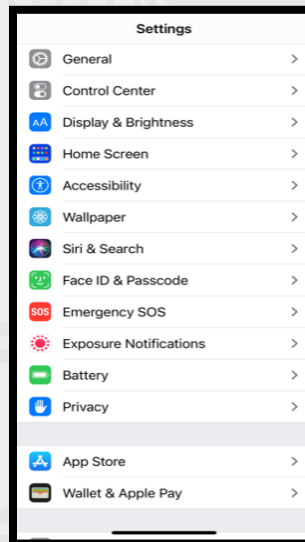 Settings
General
Control Center
AA Display & Brightness
Home Screen
Accessibility
Wallpaper
Siri & Search
Face ID & Passcode
SOS Emergency SOS
Exposure Notifications
Battery
Privacy
App Store
Wallet & Apple Pay